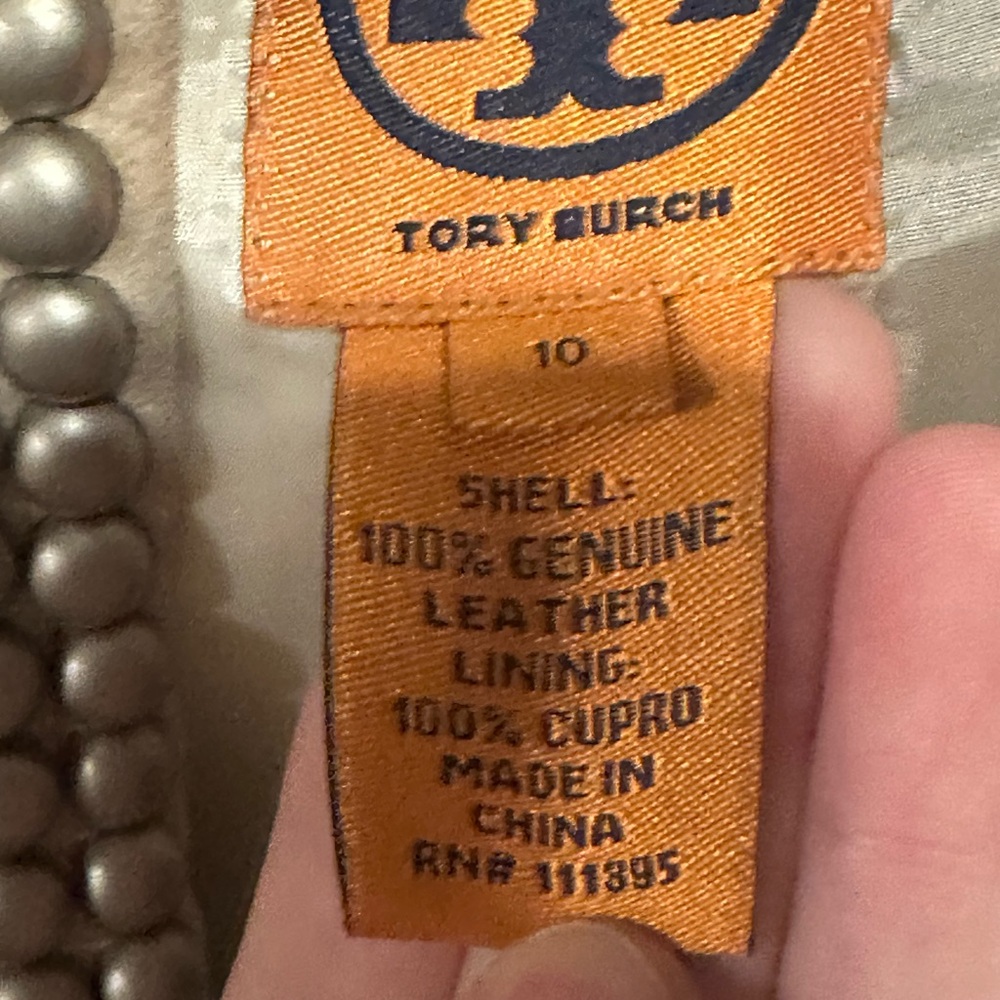 TORY BURCH
10
SHELL:
100% GENUINE
LEATHER
LINING:
100% CUPRO
MADE IN
CHINA
RN# 111395